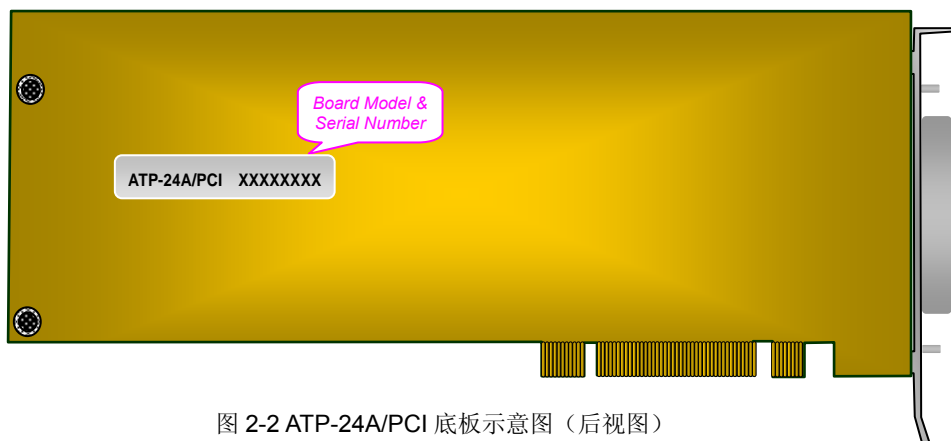 Board Model &
Serial Number
ATP-24A/PCI XXXXXXXX
图 2-2 ATP-24A/PCI 底板示意图（后视图）